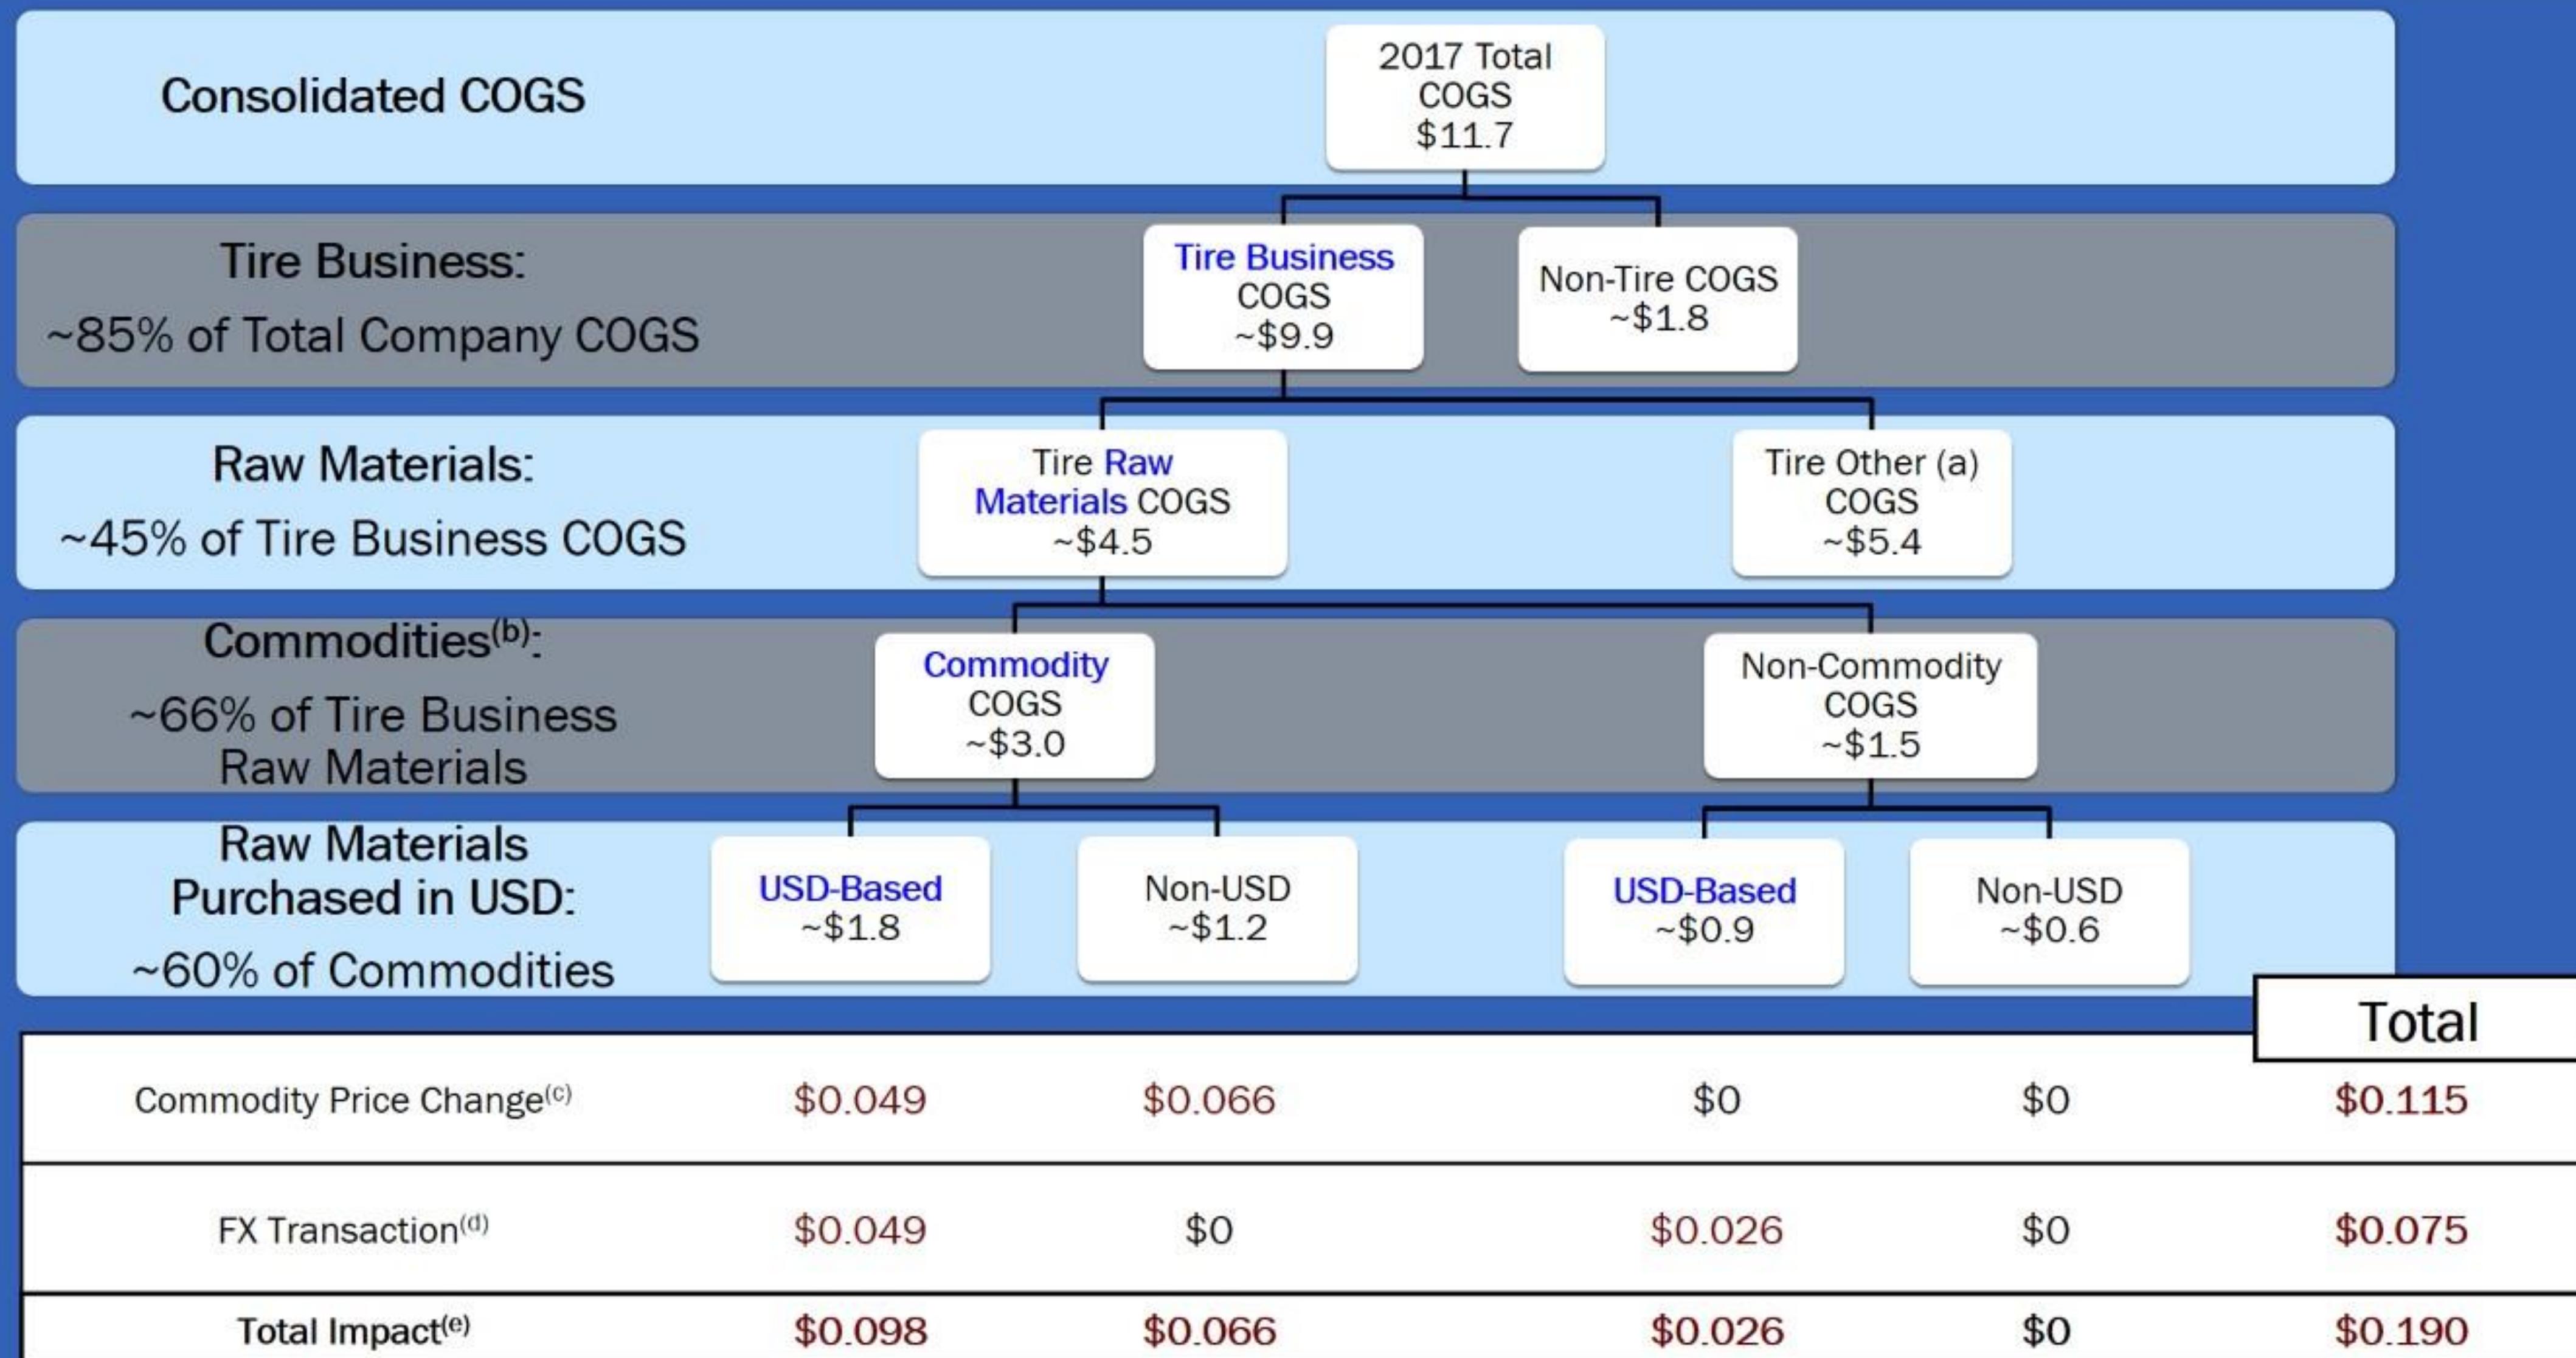 Consolidated COGS
2017 Total
COGS
$11.7
Tire Business:
~85% of Total Company COGS
Tire Business
COGS
~$9.9
Non-Tire COGS
~$1.8
Raw Materials:
~45% of Tire Business COGS
Tire Raw
Materials COGS
~$4.5
Tire Other (a)
COGS
~$5.4
Commodities(b):
~66% of Tire Business
Raw Materials
Commodity
COGS
~$3.0
Non-Commodity
COGS
~$1.5
Raw Materials
Purchased in USD:
~60% of Commodities
USD-Based
~$1.8
Non-USD
~$1.2
USD-Based
~$0.9
Non-USD
~$0.6
Total
Commodity Price Change(c) $0.049 $0.066 $0 $0 $0.115
FX Transaction(d) $0.049 $0 $0.026 $0 $0.075
Total Impact(e) $0.098 $0.066 $0.026 $0 $0.190